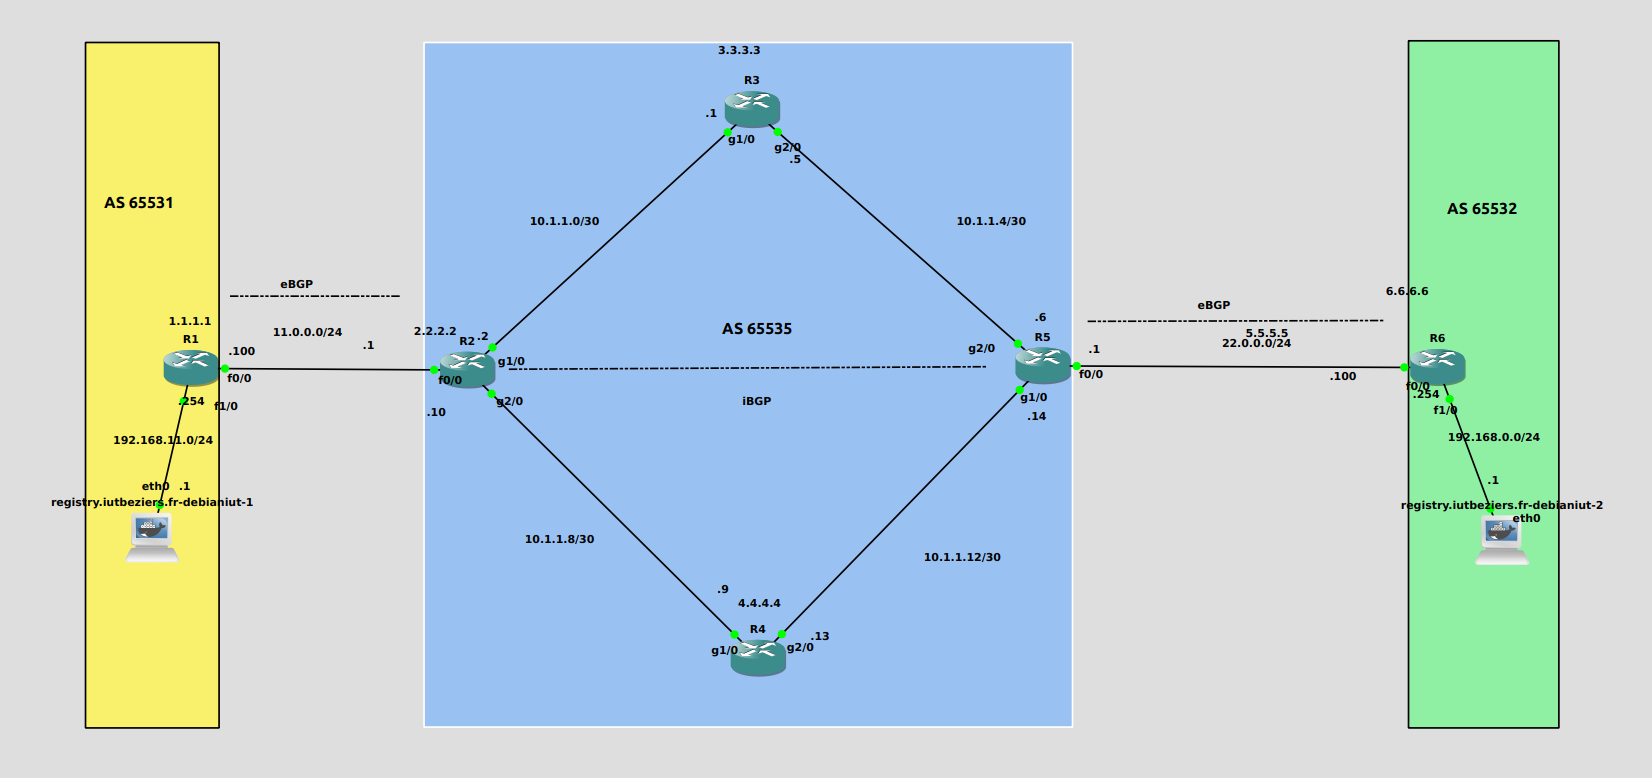 3.3.3.3
R3
.1
g1/0
g2/0
.5
AS 65531
AS 65532
10.1.1.0/30
10.1.1.4/30
eBGP
6.6.6.6
eBGP
1.1.1.1
11.0.0.0/24
2.2.2.2
.2
AS 65535
.6
5.5.5.5
22.0.0.0/24
R1
.100
.1
R2
g1/0
g2/0
R5
.1
R6
f0/0
f0/0
f0/0
.100
f0/0
.254
f1/0
g2/0
.10
iBGP
g1/0
.14
.254
f1/0
192.168.11.0/24
192.168.0.0/24
eth0
.1
registry.iutbeziers.fr-debianiut-1
.1
registry.iutbeziers.fr-debianiut-2
eth0
10.1.1.8/30
10.1.1.12/30
.9
4.4.4.4
R4
.13
g1/0
g2/0